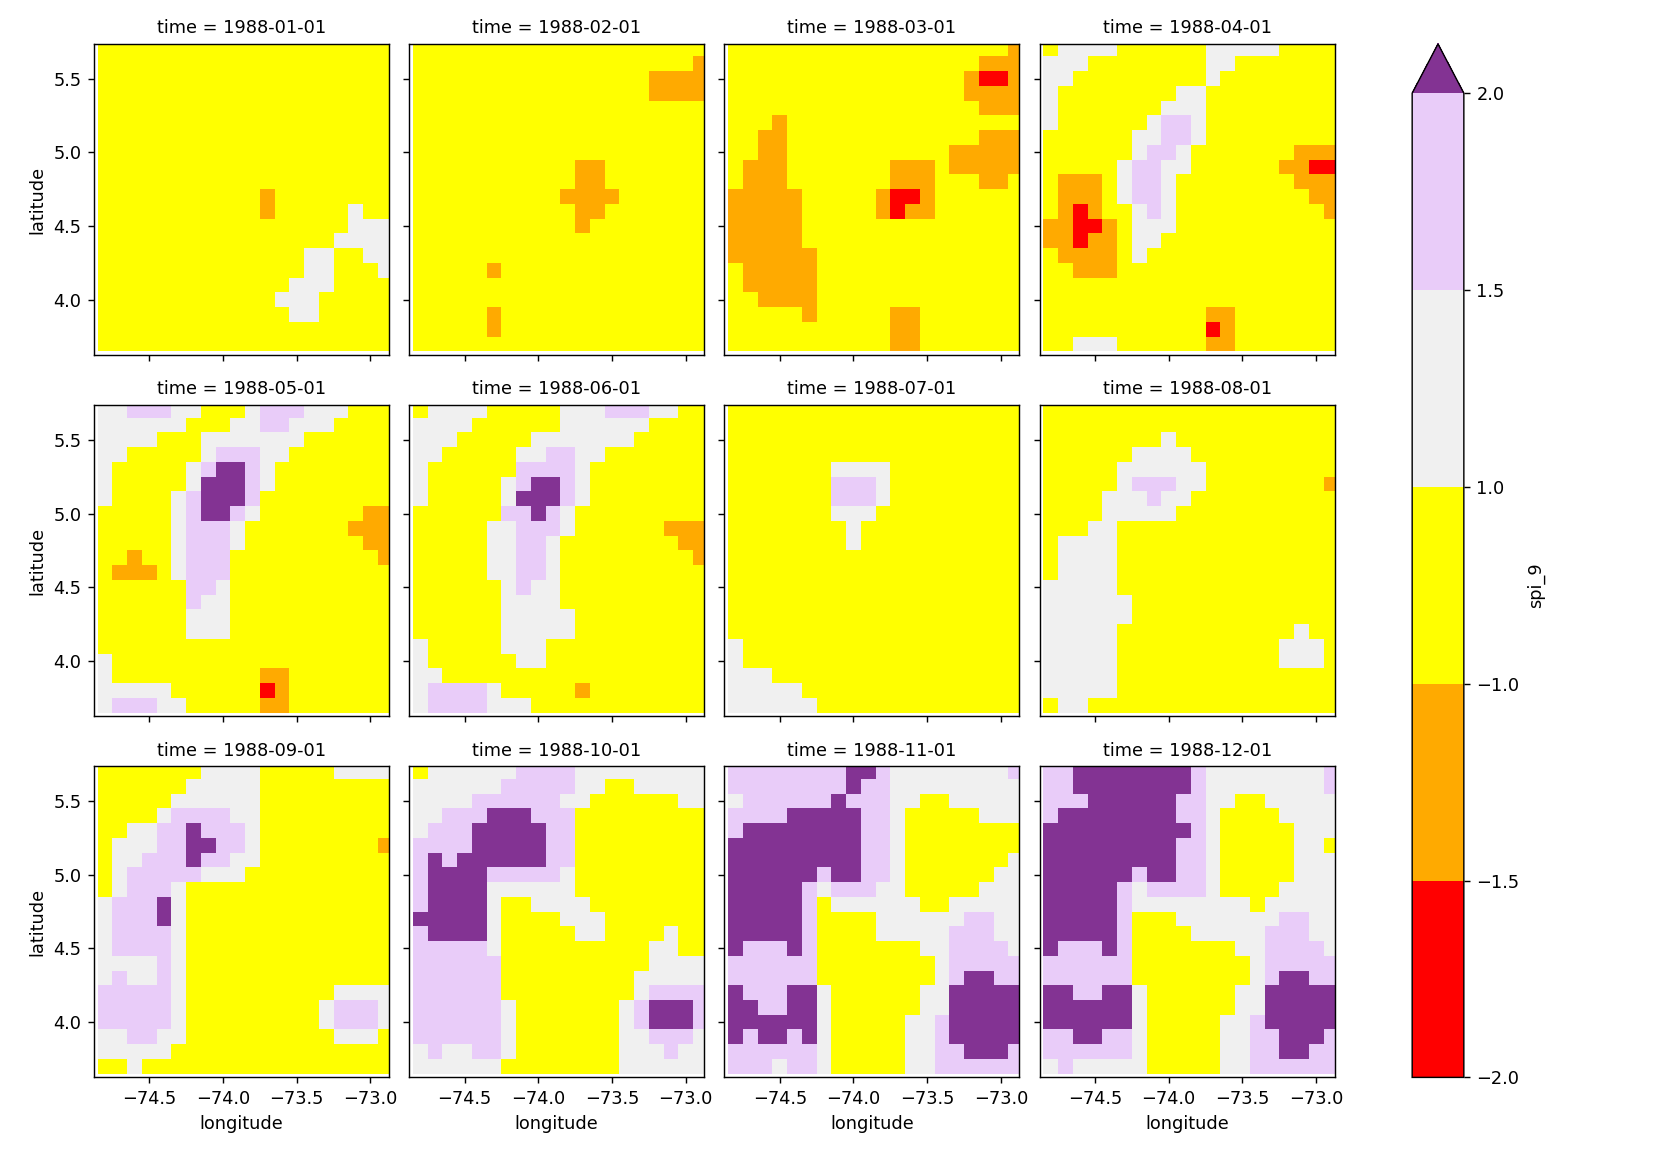 time = 1988-01-01
time = 1988-02-01
time = 1988-03-01
time = 1988-04-01
5.5
5.0
4.5
4.0
latitude
time = 1988-05-01
time = 1988-06-01
time = 1988-07-01
time = 1988-08-01
5.5
5.0
4.5
4.0
latitude
time = 1988-09-01
time = 1988-10-01
time = 1988-11-01
time = 1988-12-01
5.5
5.0
4.5
4.0
latitude
−74.5 −74.0 −73.5 −73.0
longitude
−74.5 −74.0 −73.5 −73.0
longitude
−74.5 −74.0 −73.5 −73.0
longitude
−74.5 −74.0 −73.5 −73.0
longitude
2.0
1.5
1.0
−1.0
−1.5
−2.0
spi_9